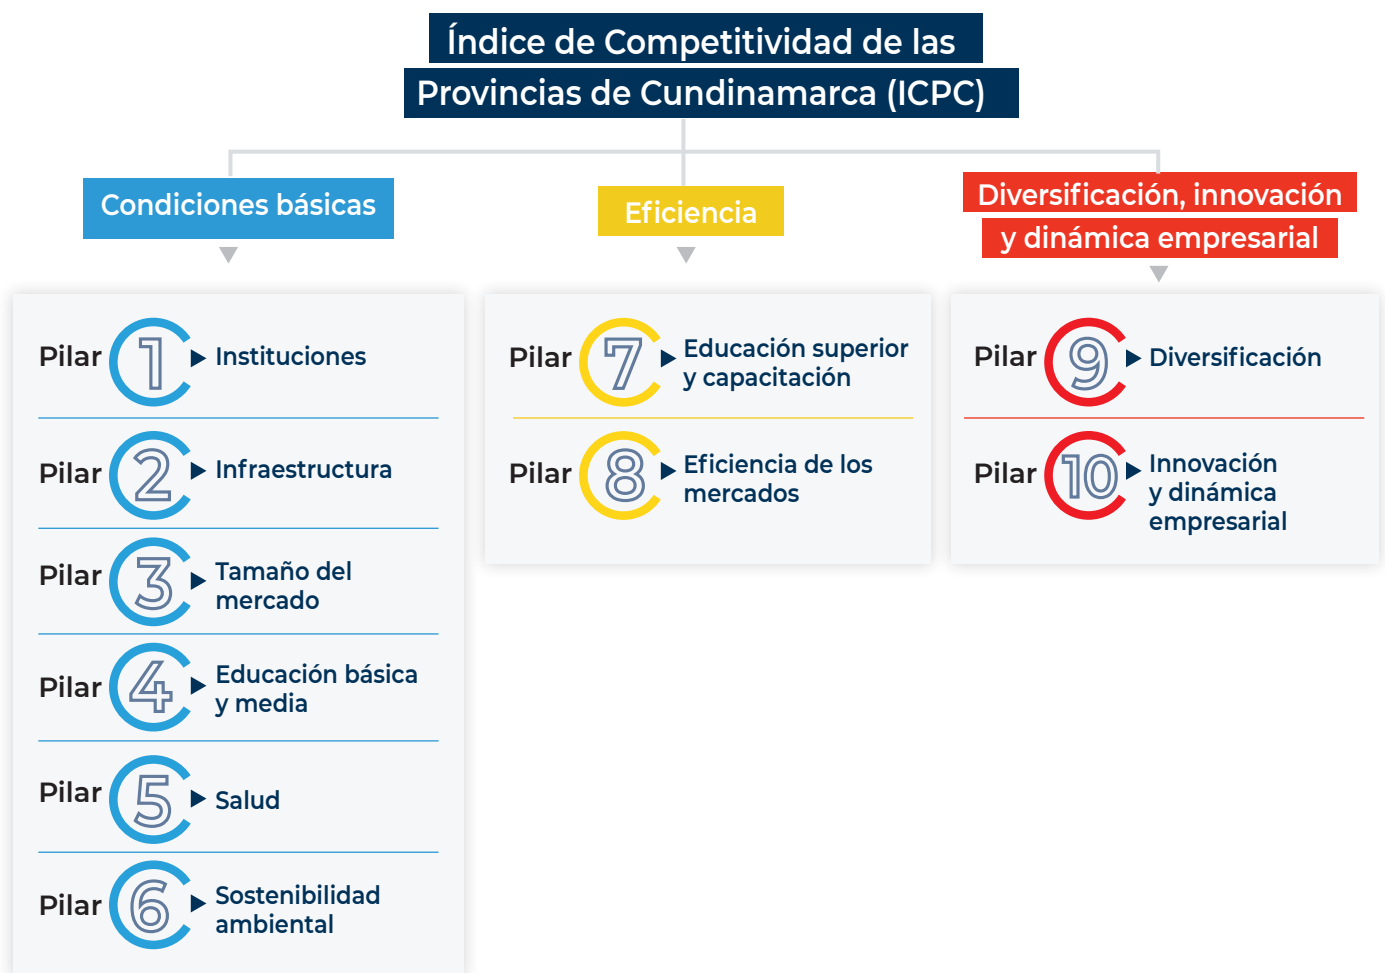 Índice de Competitividad de las
Provincias de Cundinamarca (ICPC)
Condiciones básicas
Pilar 1 Instituciones
Pilar 2 Infraestructura
Pilar 3 Tamaño del
mercado
Pilar 4 Educación básica
y media
Pilar 5 Salud
Pilar 6 Sostenibilidad
ambiental
Eficiencia
Pilar 7 Educación superior
y capacitación
Pilar 8 Eficiencia de los
mercados
Diversificación, innovación
y dinámica empresarial
Pilar 9 Diversificación
Pilar 10 Innovación
y dinámica
empresarial